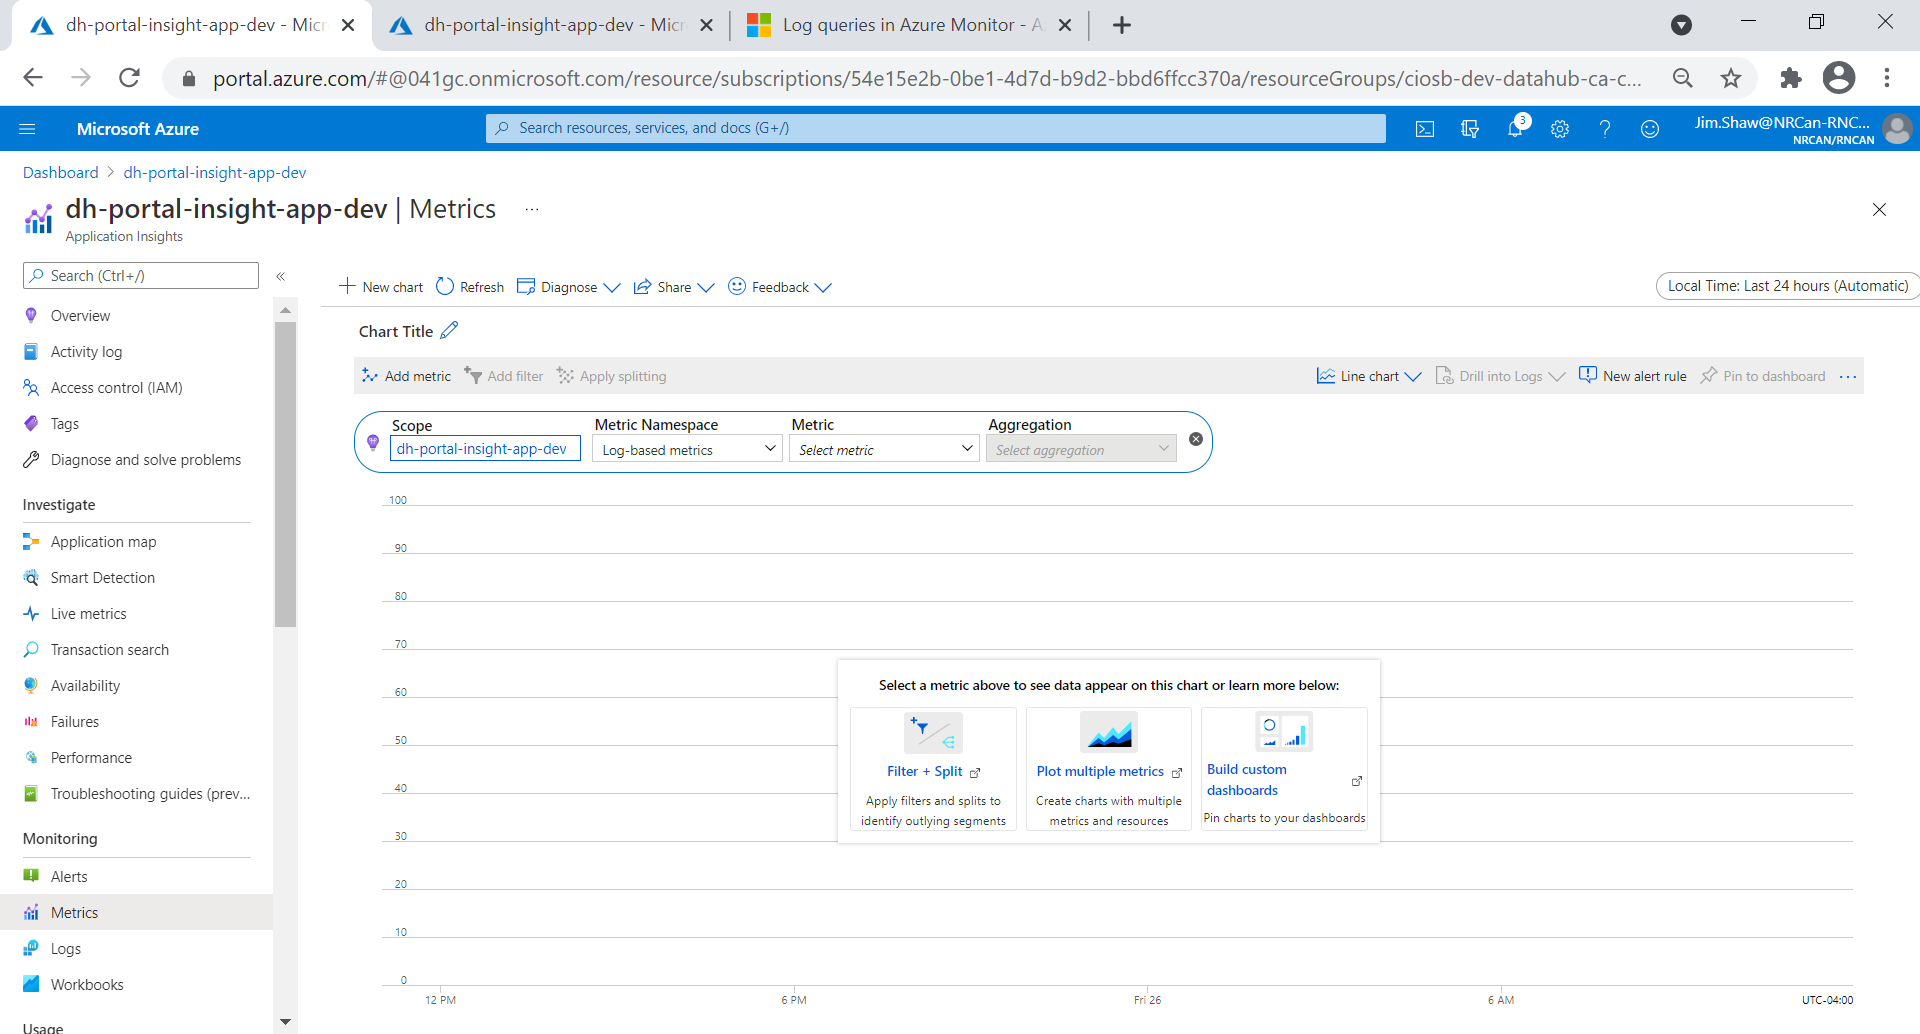 dh-portal-insight-app-dev - Micr
dh-portal-insight-app-dev - Micr
Log queries in Azure Monitor - A
portal.azure.com/#@041gc.onmicrosoft.com/resource/subscriptions/54e15e2b-0be1-4d7d-b9d2-bbd6ffcc370a/resourceGroups/ciosb-dev-datahub-ca-c...
Microsoft Azure
Search resources, services, and docs (G+/)
3
Jim.Shaw@NRCan-RNC...
NRCAN/RNCAN
Dashboard > dh-portal-insight-app-dev
dh-portal-insight-app-dev | Metrics ...
Application Insights
Search (Ctrl+/)
«
Overview
Activity log
Access control (IAM)
Tags
Diagnose and solve problems
Investigate
Application map
Smart Detection
Live metrics
Transaction search
Availability
Failures
Performance
Troubleshooting guides (prev...
Monitoring
Alerts
Metrics
Logs
Workbooks
Usage
New chart
Refresh
Diagnose
Share
Feedback
Local Time: Last 24 hours (Automatic)
Chart Title
Add metric
Add filter
Apply splitting
Line chart
Drill into Logs
New alert rule
Pin to dashboard
...
Scope
dh-portal-insight-app-dev
Metric Namespace
Log-based metrics
Metric
Select metric
Aggregation
Select aggregation
100
90
80
70
60
50
40
30
20
10
0
Select a metric above to see data appear on this chart or learn more below:
Filter + Split
Apply filters and splits to
identify outlying segments
Plot multiple metrics
Create charts with multiple
metrics and resources
Build custom
dashboards
Pin charts to your dashboards
12 PM
6 PM
Fri 26
6 AM
UTC-04:00